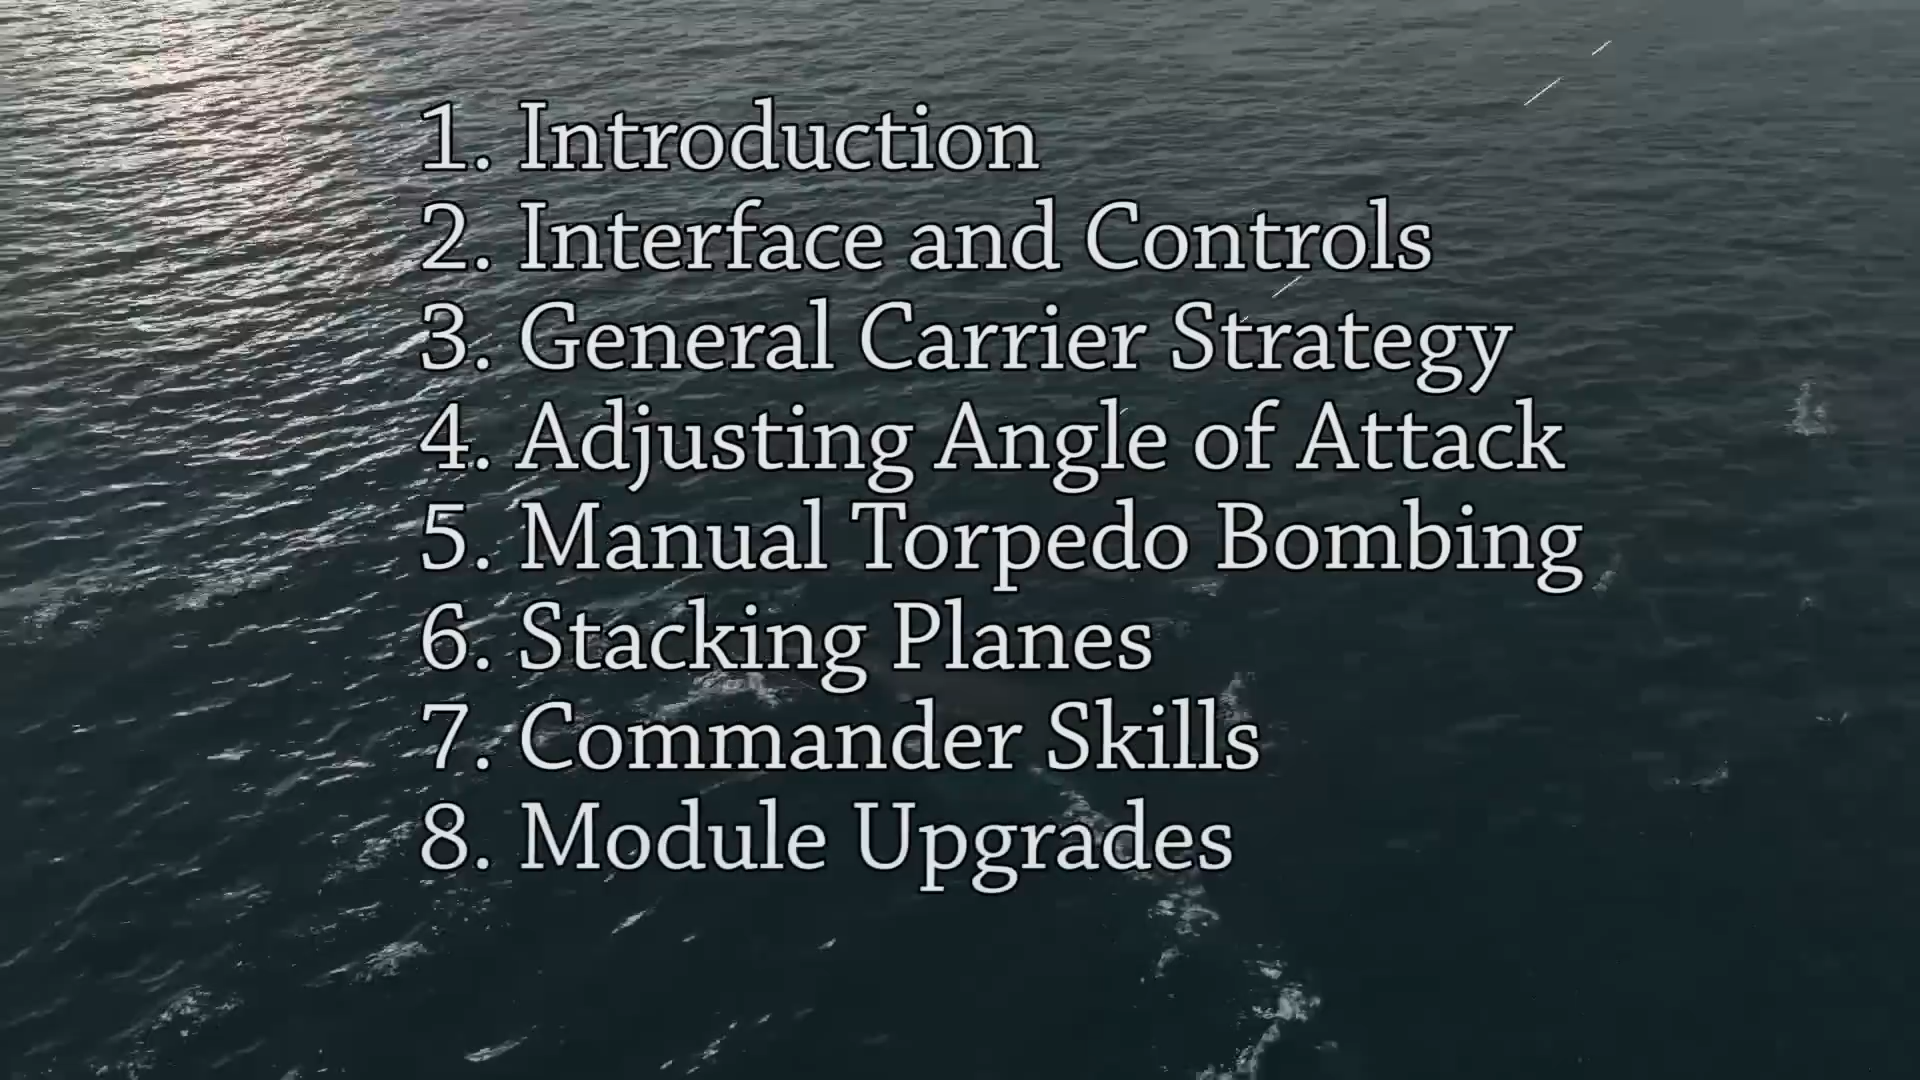 1. Introduction
2. Interface and Controls
3. General Carrier Strategy
4. Adjusting Angle of Attack
5. Manual Torpedo Bombing
6. Stacking Planes
7. Commander Skills
8. Module Upgrades